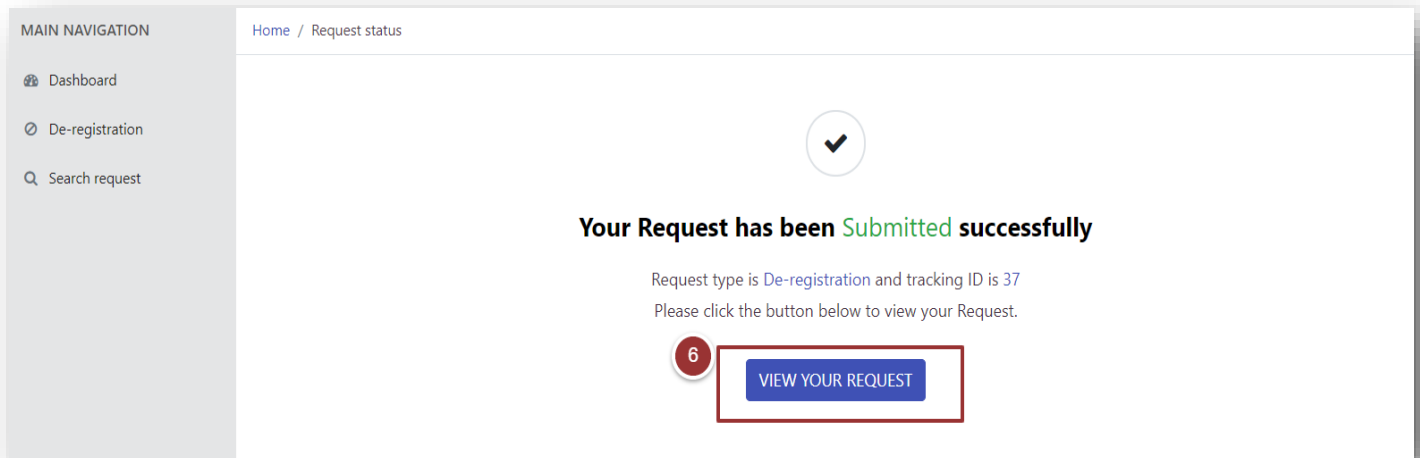 MAIN NAVIGATION
Dashboard
De-registration
Search request
Home / Request status
Your Request has been Submitted successfully
Request type is De-registration and tracking ID is 37
Please click the button below to view your Request.
6
VIEW YOUR REQUEST